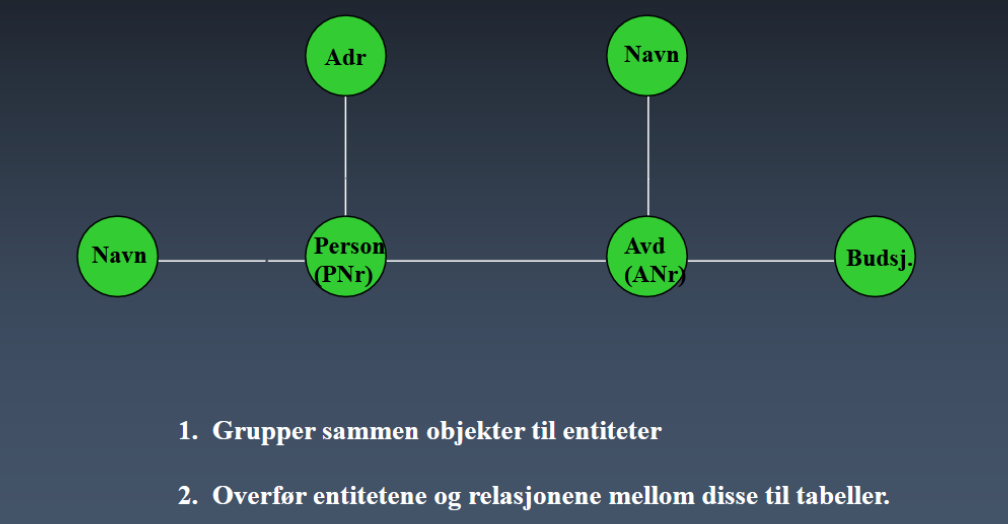 Adr
Navn
Navn
Person
(PNr)
Avd
(ANr)
Budsj.
1. Grupper sammen objekter til entiteter
2. Overfør entitetene og relasjonene mellom disse til tabeller.